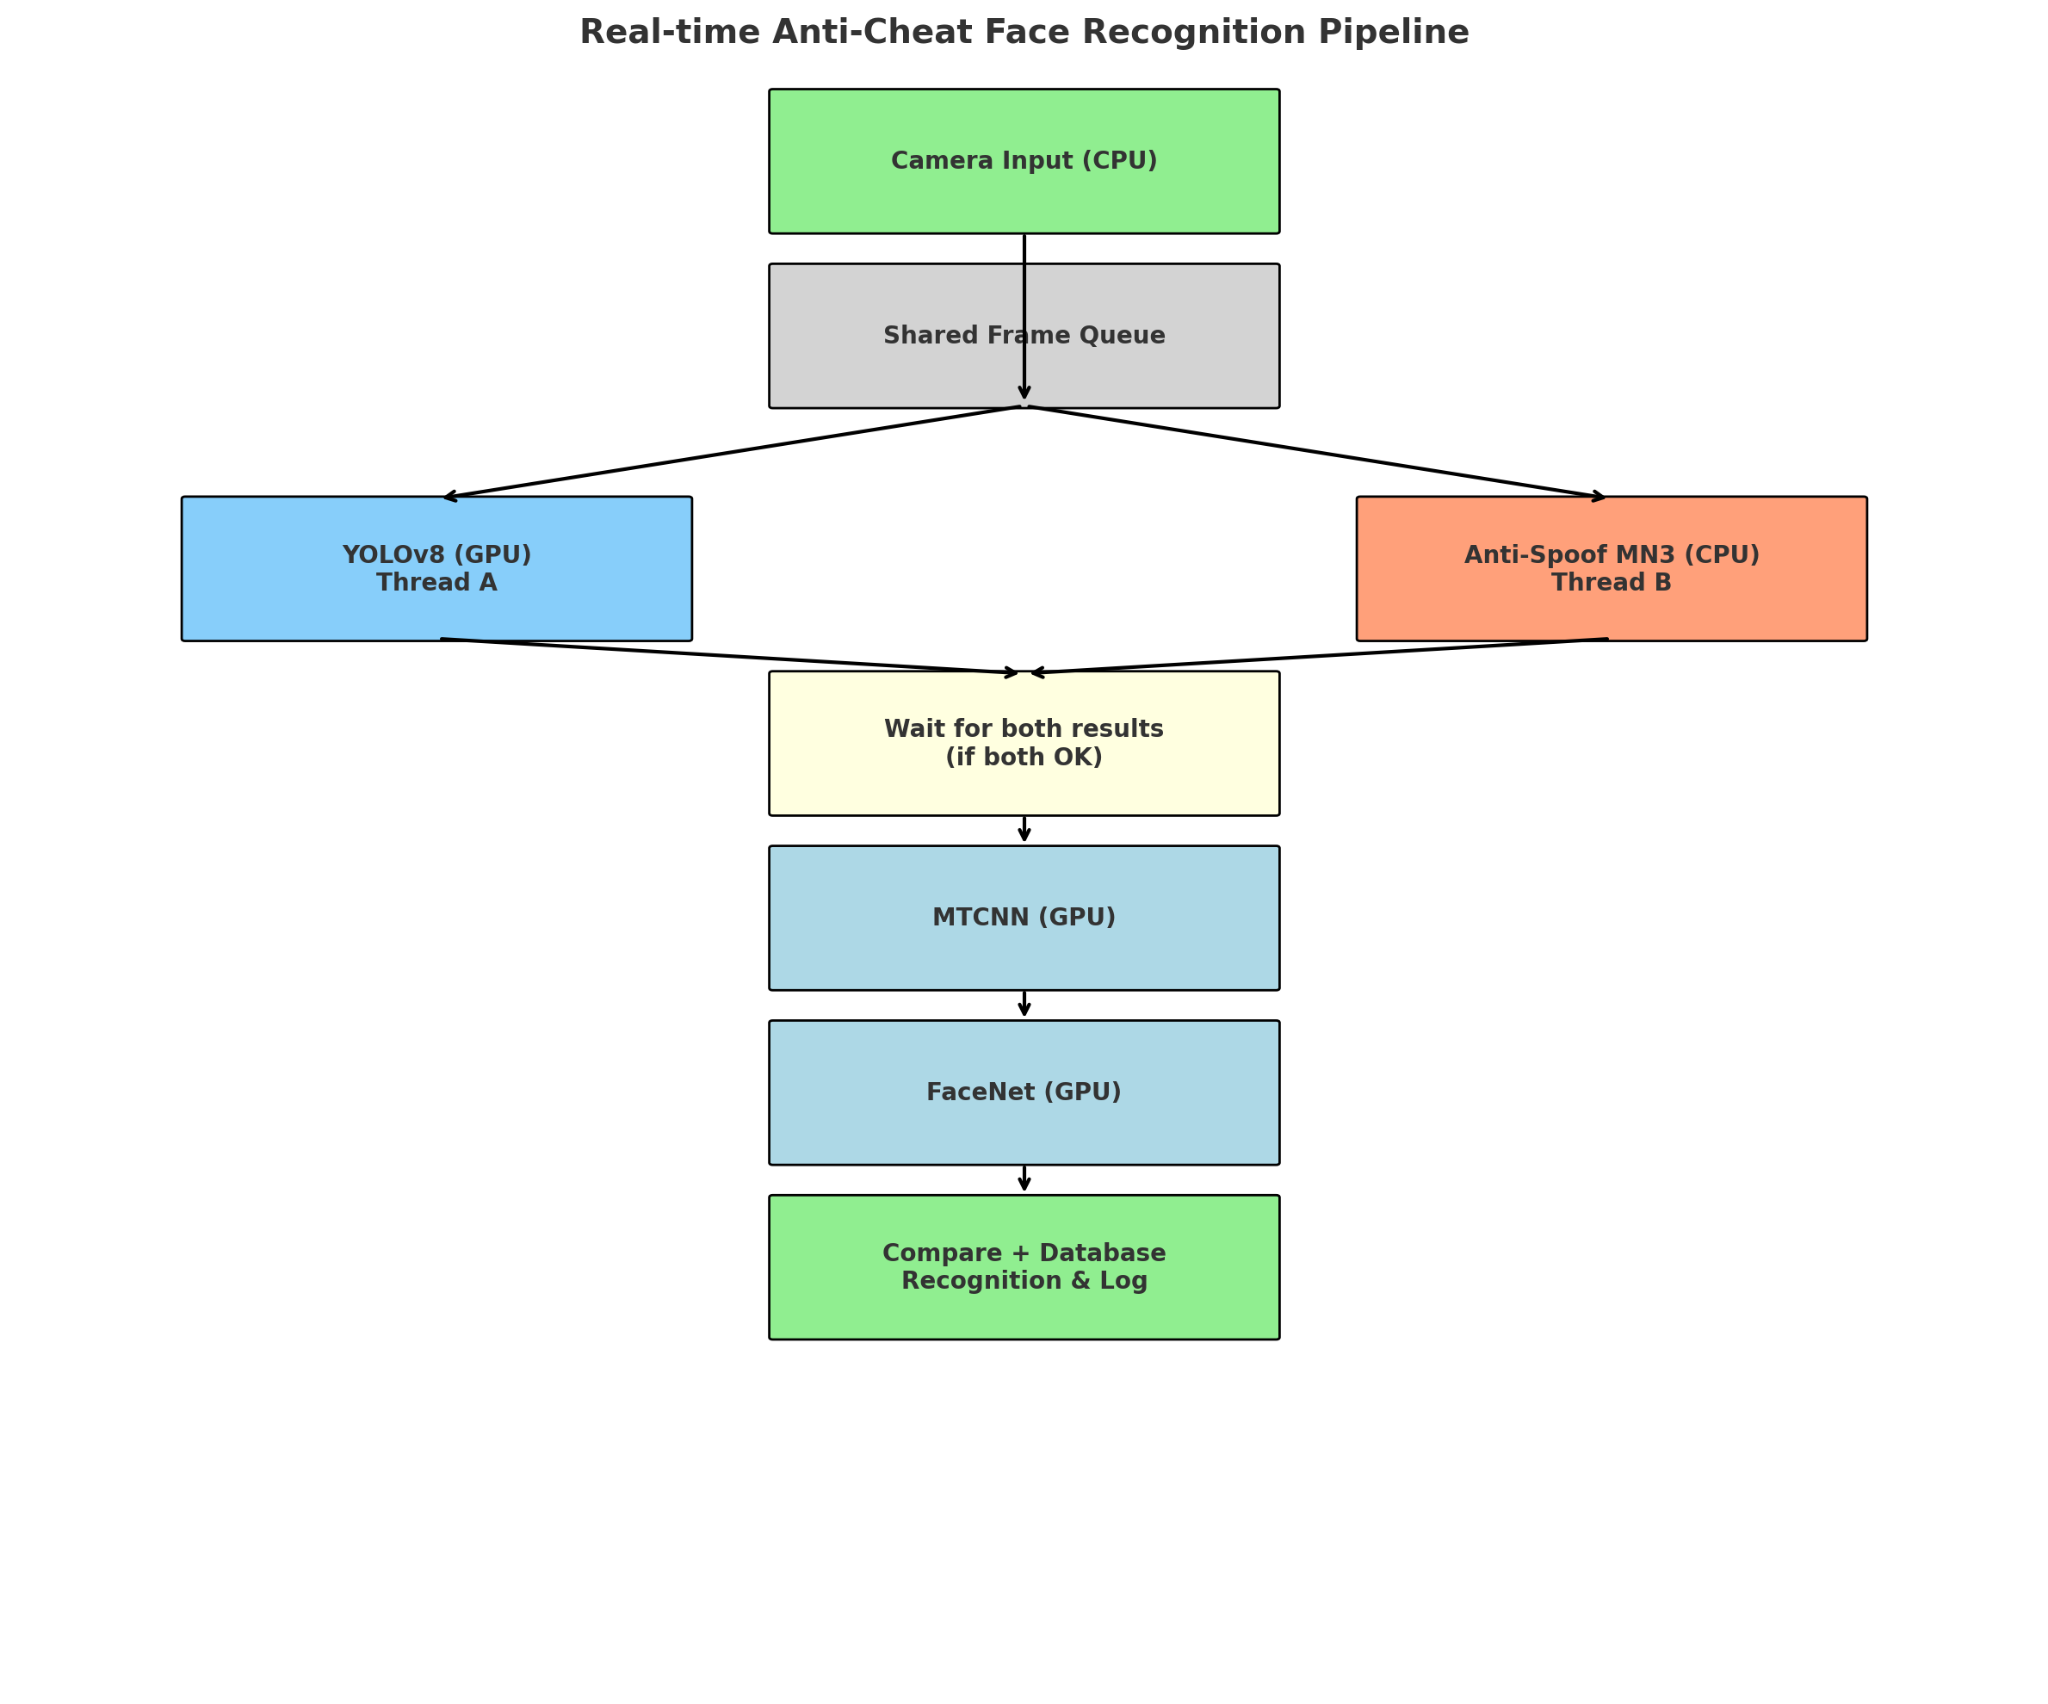 Real-time Anti-Cheat Face Recognition Pipeline
Camera Input (CPU)
Shared Frame Queue
YOLOv8 (GPU)
Thread A
Anti-Spoof MN3 (CPU)
Thread B
Wait for both results
(if both OK)
MTCNN (GPU)
FaceNet (GPU)
Compare + Database
Recognition & Log